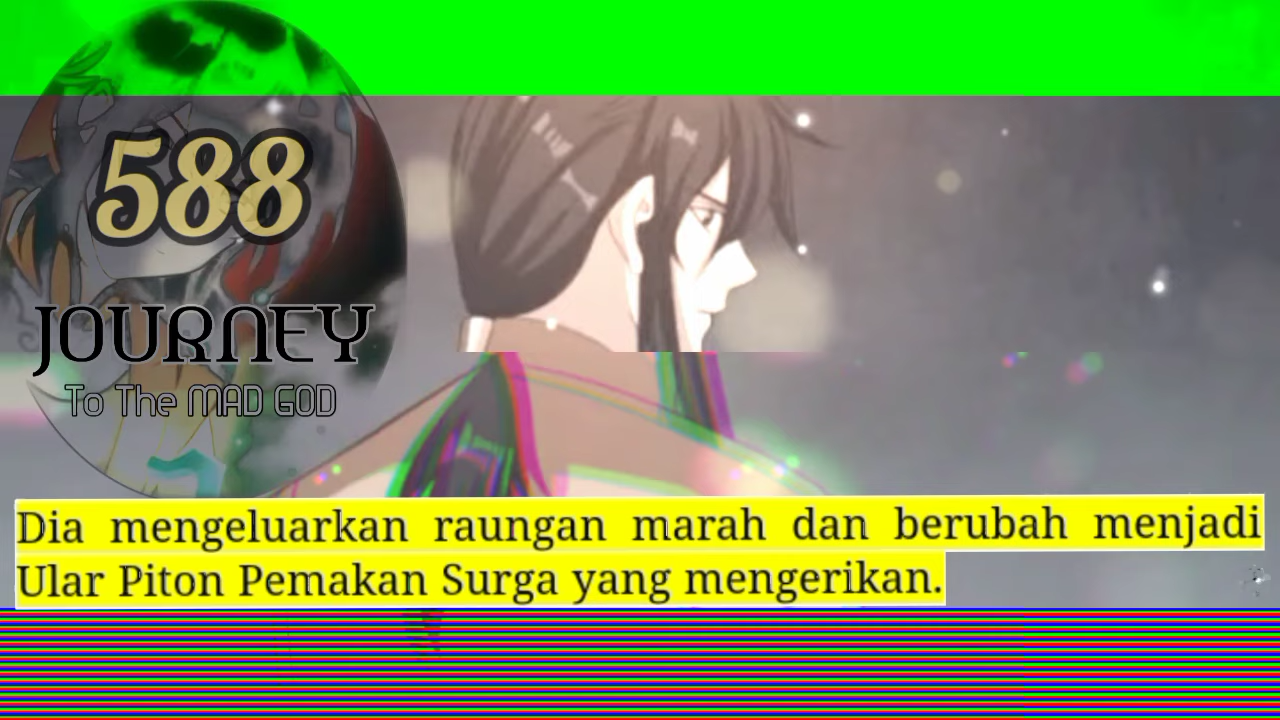 588
JOURNEY
To The MAD GOD
Dia mengeluarkan raungan marah dan berubah menjadi
Ular Piton Pemakan Surga yang mengerikan.